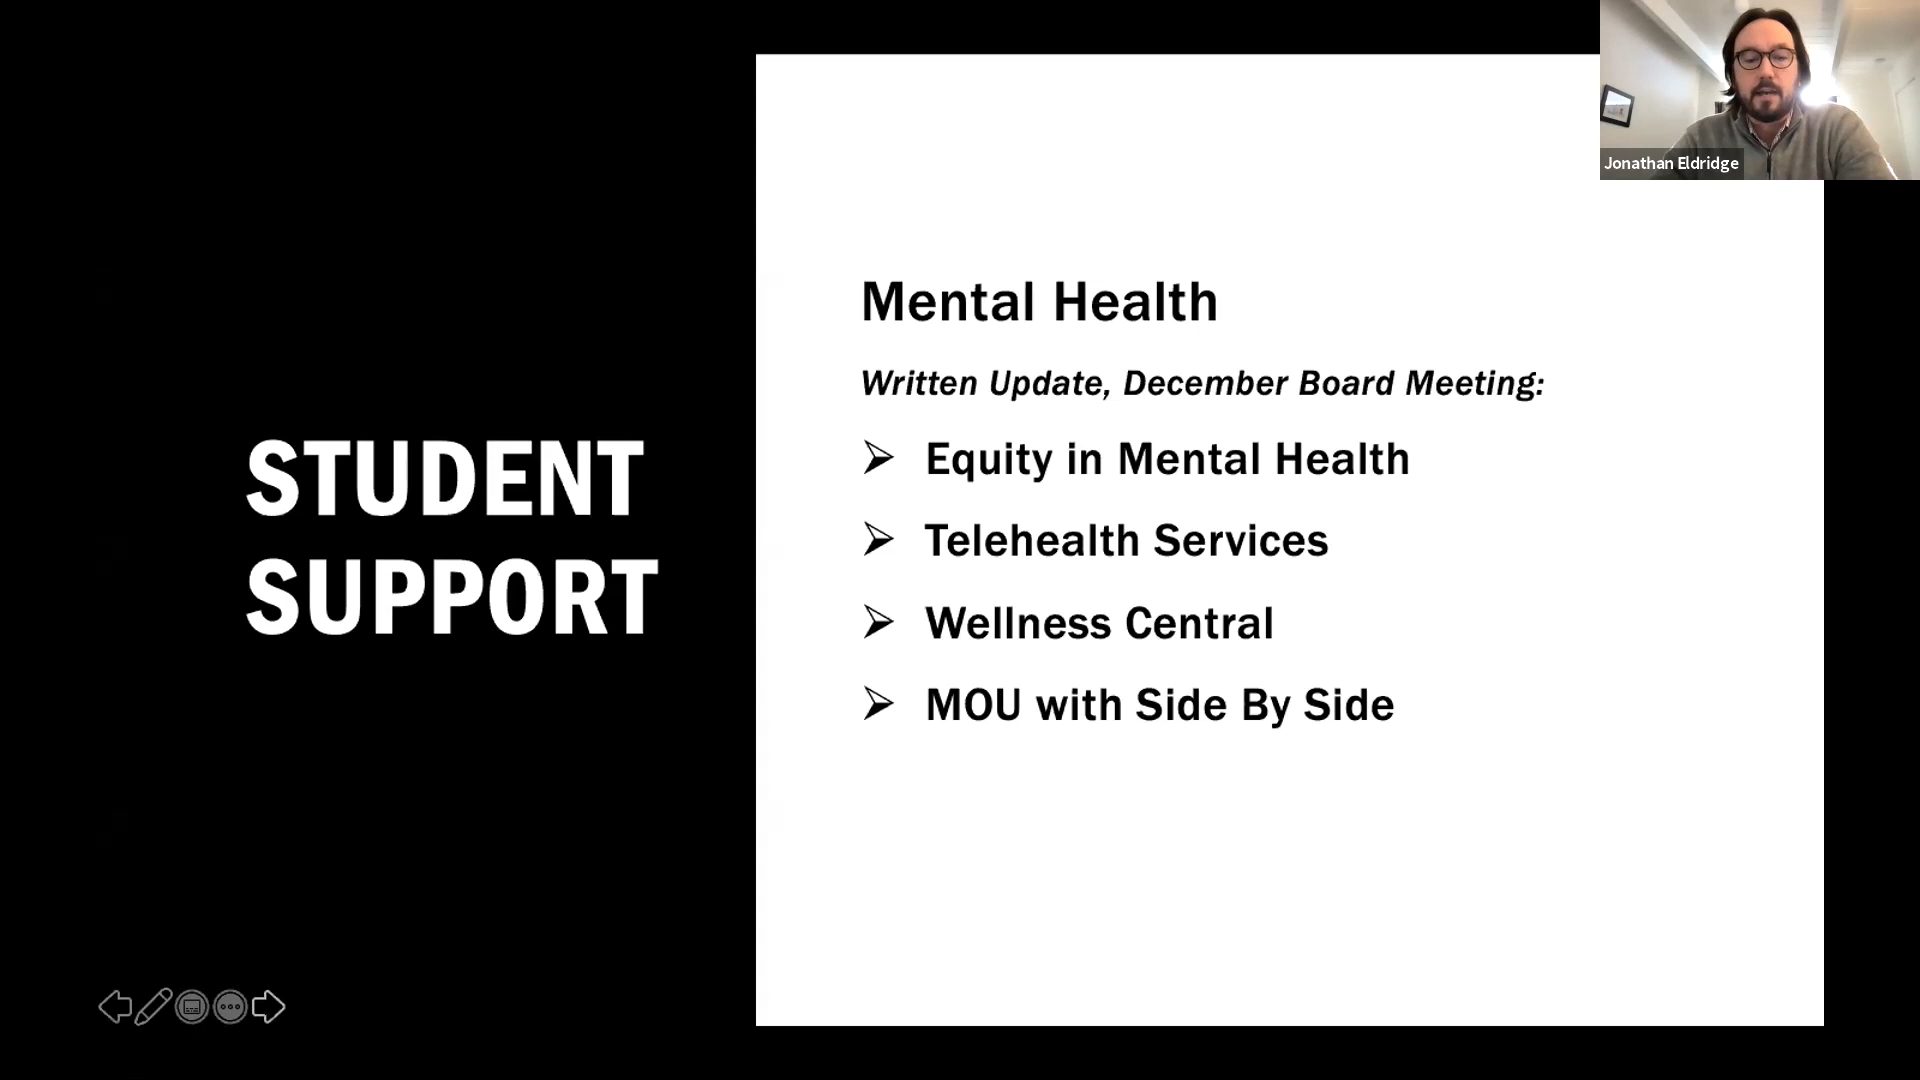 Jonathan Eldridge
STUDENT
SUPPORT
Mental Health
Written Update, December Board Meeting:
Equity in Mental Health
Telehealth Services
Wellness Central
MOU with Side By Side